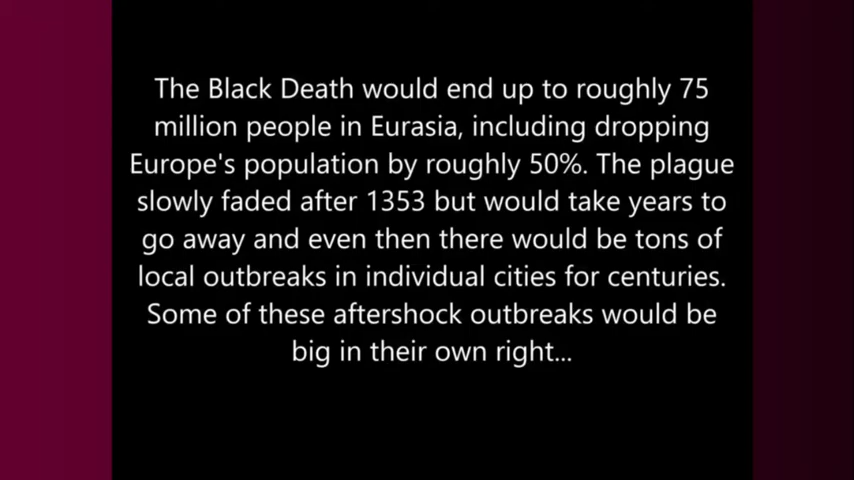 The Black Death would end up to roughly 75
million people in Eurasia, including dropping
Europe's population by roughly 50%. The plague
slowly faded after 1353 but would take years to
go away and even then there would be tons of
local outbreaks in individual cities for centuries.
Some of these aftershock outbreaks would be
big in their own right...